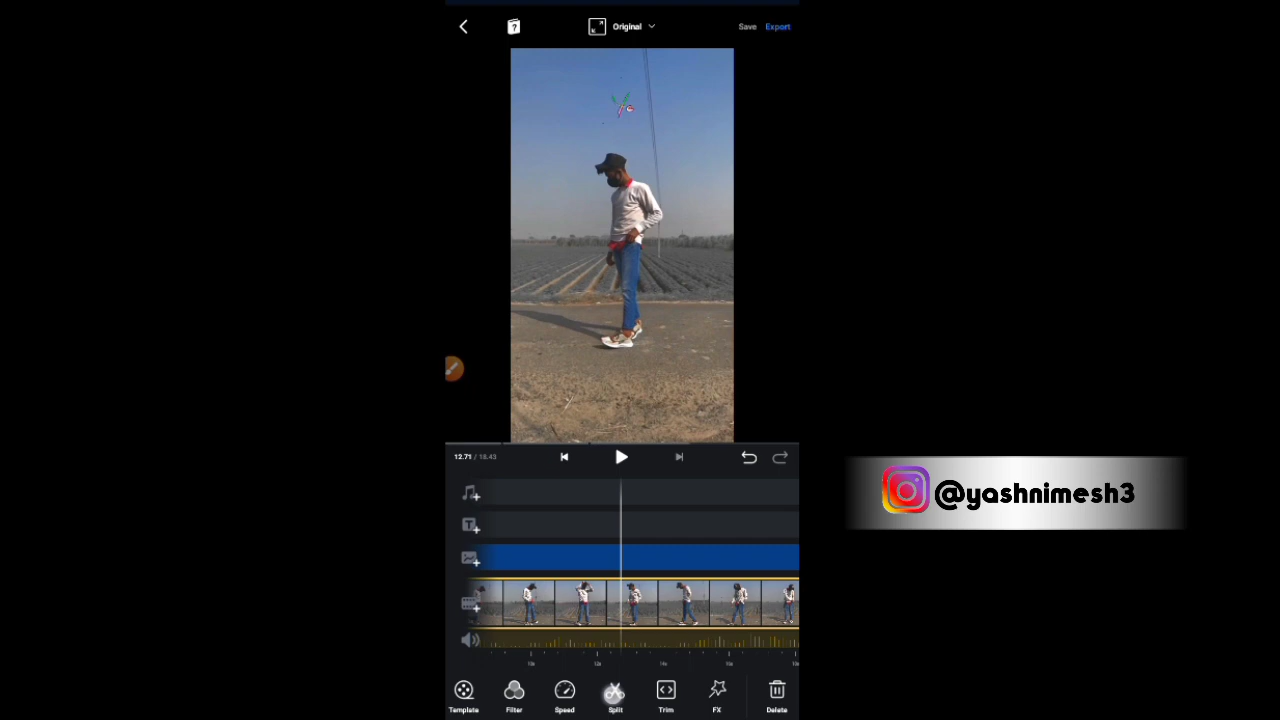 Original
Save
Export
12.71 / 18.43
T
@yashnimesh3
Template
Filter
Speed
Split
Trim
FX
Delete